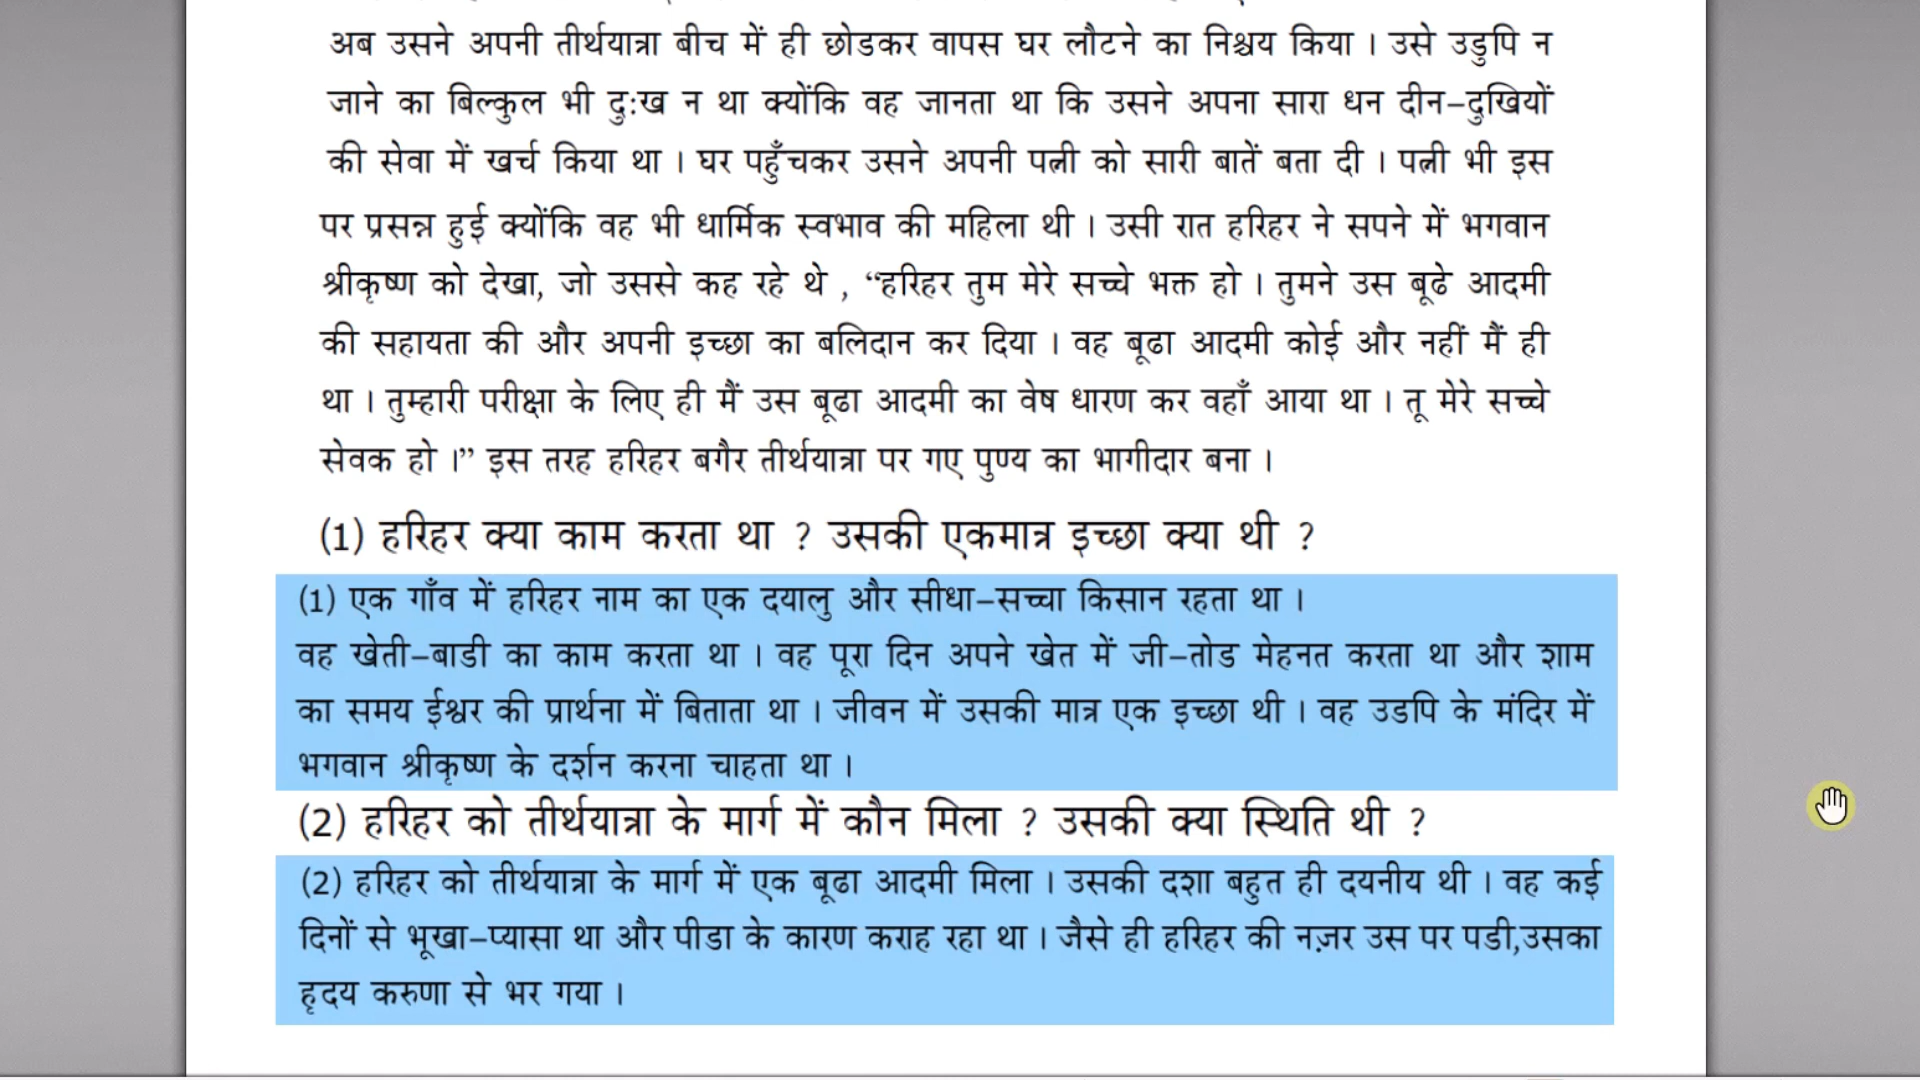 अब उसने अपनी तीर्थयात्रा बीच में ही छोडकर वापस घर लौटने का निश्चय किया । उसे उडुपि न
जाने का बिल्कुल भी दुःख न था क्योंकि वह जानता था कि उसने अपना सारा धन दीन-दुखियों
की सेवा में खर्च किया था । घर पहुँचकर उसने अपनी पत्नी को सारी बातें बता दी । पत्नी भी इस
पर प्रसन्न हुई क्योंकि वह भी धार्मिक स्वभाव की महिला थी । उसी रात हरिहर ने सपने में भगवान
श्रीकृष्ण को देखा, जो उससे कह रहे थे , “हरिहर तुम मेरे सच्चे भक्त हो । तुमने उस बूढे आदमी
की सहायता की और अपनी इच्छा का बलिदान कर दिया । वह बूढा आदमी कोई और नहीं मैं ही
था । तुम्हारी परीक्षा के लिए ही मैं उस बूढा आदमी का वेष धारण कर वहाँ आया था । तू मेरे सच्चे
सेवक हो ।” इस तरह हरिहर बगैर तीर्थयात्रा पर गए पुण्य का भागीदार बना ।
(1) हरिहर क्या काम करता था ? उसकी एकमात्र इच्छा क्या थी ?
(1) एक गाँव में हरिहर नाम का एक दयालु और सीधा-सच्चा किसान रहता था ।
वह खेती-बाडी का काम करता था । वह पूरा दिन अपने खेत में जी-तोड मेहनत करता था और शाम
का समय ईश्वर की प्रार्थना में बिताता था । जीवन में उसकी मात्र एक इच्छा थी । वह उडपि के मंदिर में
भगवान श्रीकृष्ण के दर्शन करना चाहता था ।
(2) हरिहर को तीर्थयात्रा के मार्ग में कौन मिला ? उसकी क्या स्थिति थी ?
(2) हरिहर को तीर्थयात्रा के मार्ग में एक बूढा आदमी मिला । उसकी दशा बहुत ही दयनीय थी । वह कई
दिनों से भूखा-प्यासा था और पीडा के कारण कराह रहा था । जैसे ही हरिहर की नज़र उस पर पडी,उसका
हृदय करुणा से भर गया ।